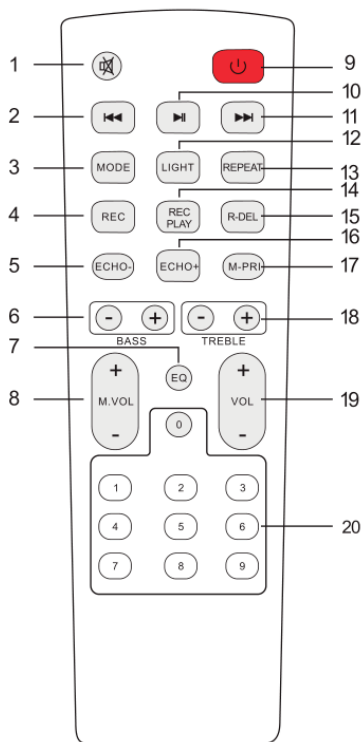 1
9
10
2
11
12
3
MODE
LIGHT
REPEAT
13
14
4
REC
REC
PLAY
R-DEL
15
16
5
ECHO-
ECHO+
M-PRI
17
6
- +
- +
18
BASS
TREBLE
7
EQ
+
+
8
M.VOL
VOL
19
-
-
0
1
2
3
4
5
6
20
7
8
9